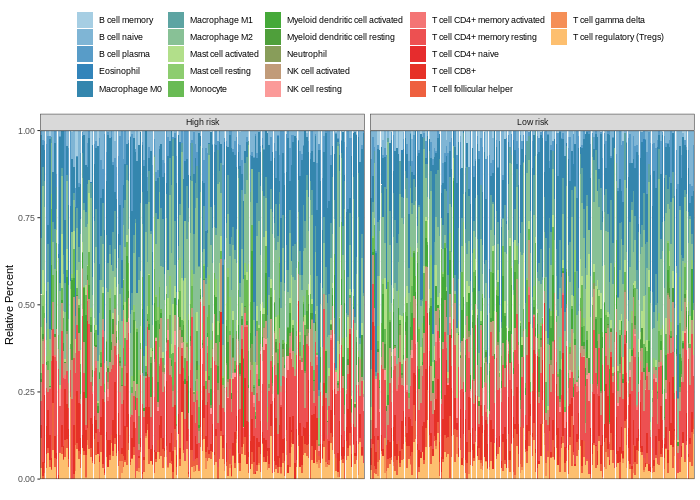 B cell memory
B cell naive
B cell plasma
Eosinophil
Macrophage M0
Macrophage M1
Macrophage M2
Mast cell activated
Mast cell resting
Monocyte
Myeloid dendritic cell activated
Myeloid dendritic cell resting
Neutrophil
NK cell activated
NK cell resting
T cell CD4+ memory activated
T cell CD4+ memory resting
T cell CD4+ naive
T cell CD8+
T cell follicular helper
T cell gamma delta
T cell regulatory (Tregs)
High risk
Low risk
Relative Percent
1.00
0.75
0.50
0.25
0.00